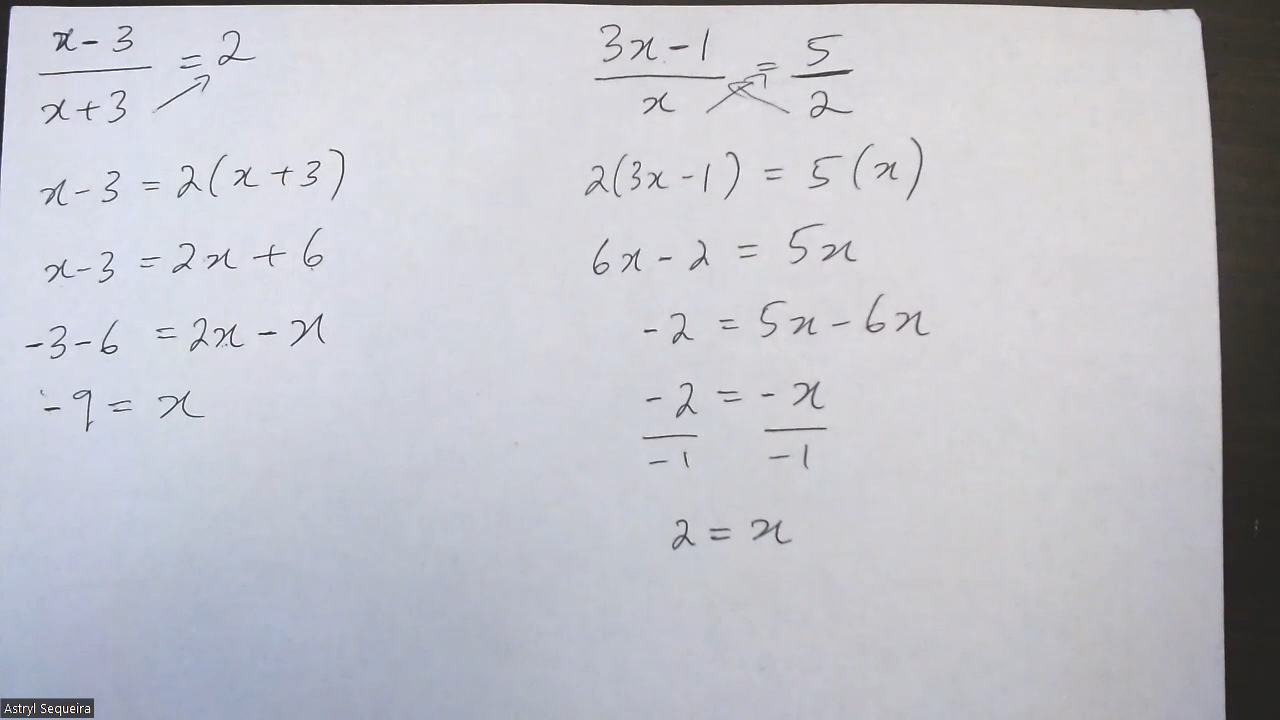 x - 3
= 2
x + 3
x - 3 = 2(x + 3)
x - 3 = 2x + 6
-3 - 6 = 2x - x
-9 = x
3x - 1
= 5
x
2
2(3x - 1) = 5(x)
6x - 2 = 5x
-2 = 5x - 6x
-2 = -x
-1 -1
2 = x
Astryl Sequeira